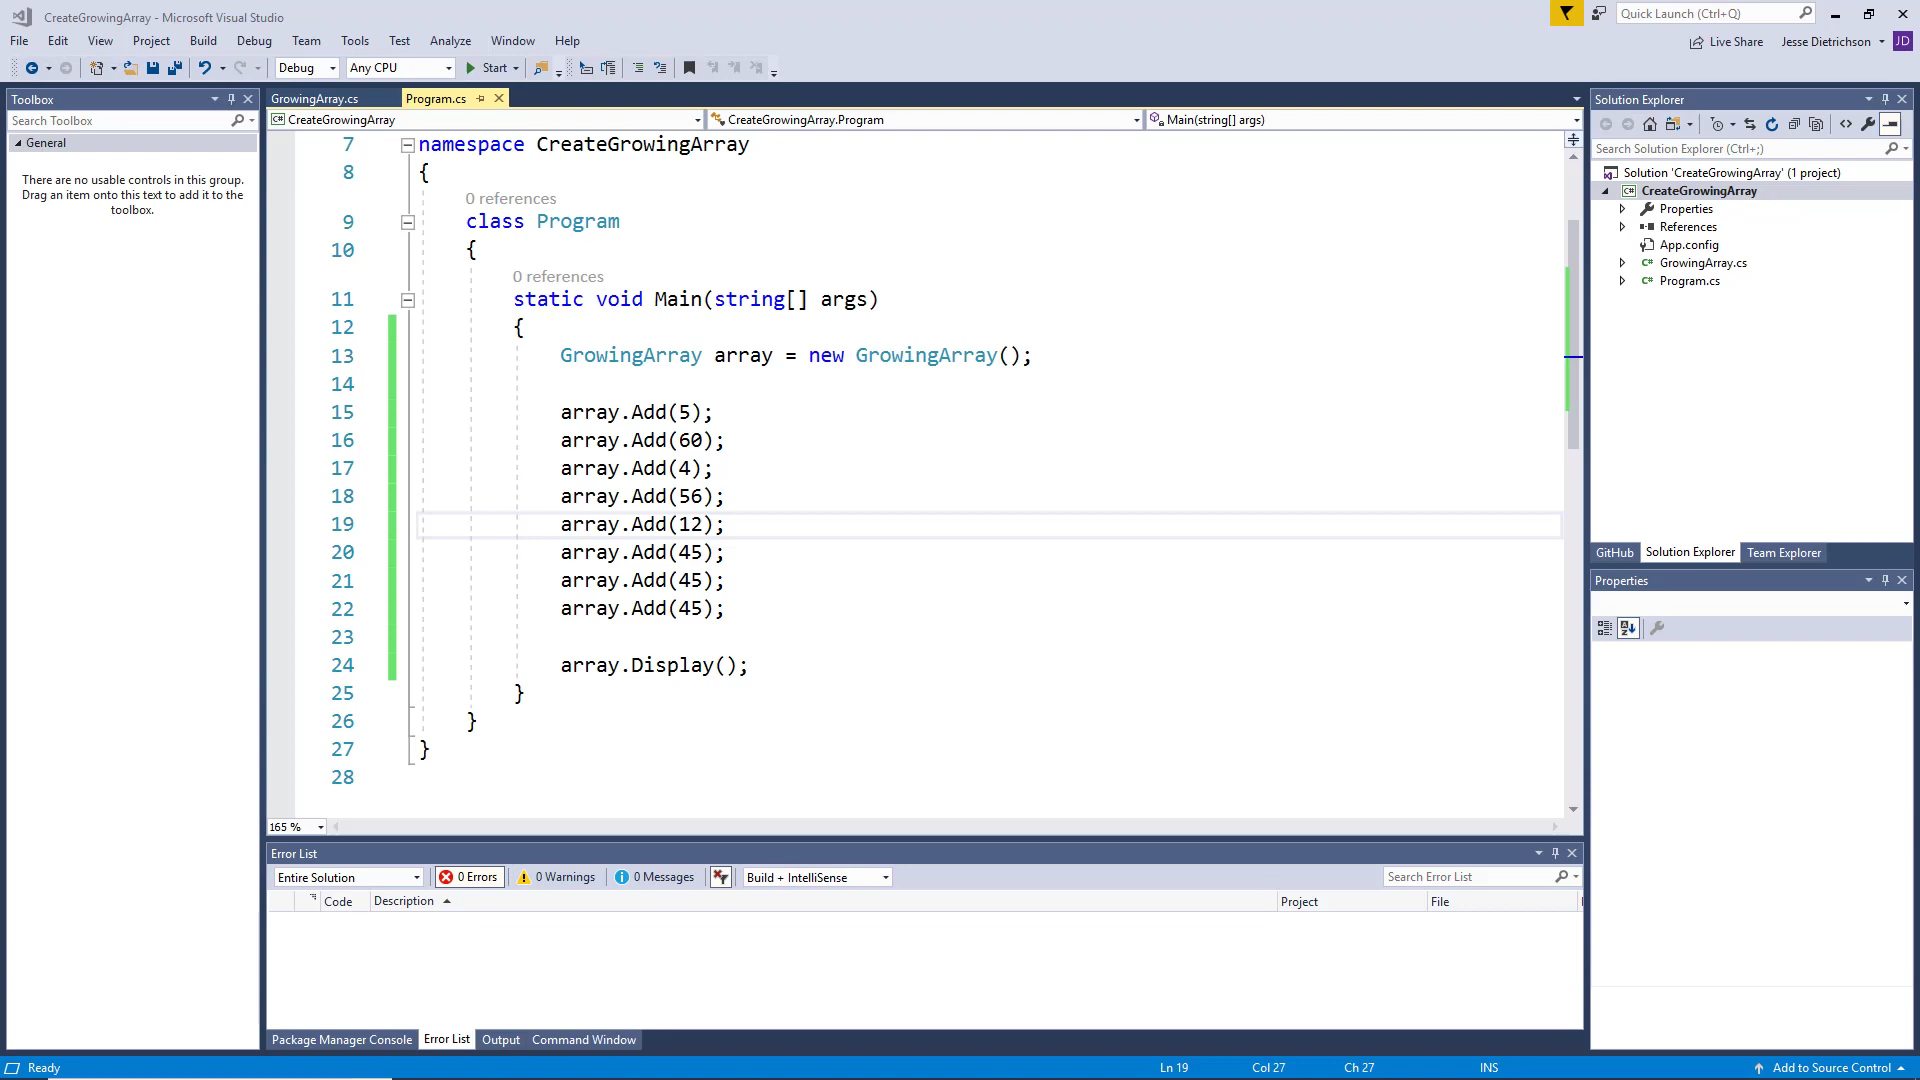 CreateGrowingArray - Microsoft Visual Studio
Quick Launch (Ctrl+Q)
File Edit View Project Build Debug Team Tools Test Analyze Window Help
Live Share Jesse Dietrichson JD
Debug Any CPU Start
Toolbox
Search Toolbox
General
There are no usable controls in this group.
Drag an item onto this text to add it to the
toolbox.
GrowingArray.cs Program.cs
CreateGrowingArray CreateGrowingArray.Program Main(string[] args)
7 namespace CreateGrowingArray
8 {
0 references
9 class Program
10 {
0 references
11 static void Main(string[] args)
12 {
13 GrowingArray array = new GrowingArray();
14
15 array.Add(5);
16 array.Add(60);
17 array.Add(4);
18 array.Add(56);
19 array.Add(12);
20 array.Add(45);
21 array.Add(45);
22 array.Add(45);
23
24 array.Display();
25 }
26 }
27 }
28
165 %
Solution Explorer
Search Solution Explorer (Ctrl+;)
Solution 'CreateGrowingArray' (1 project)
CreateGrowingArray
Properties
References
App.config
GrowingArray.cs
Program.cs
GitHub Solution Explorer Team Explorer
Properties
Error List
Entire Solution 0 Errors 0 Warnings 0 Messages Build + IntelliSense Search Error List
Code Description Project File
Package Manager Console Error List Output Command Window
Ready Ln 19 Col 27 Ch 27 INS Add to Source Control